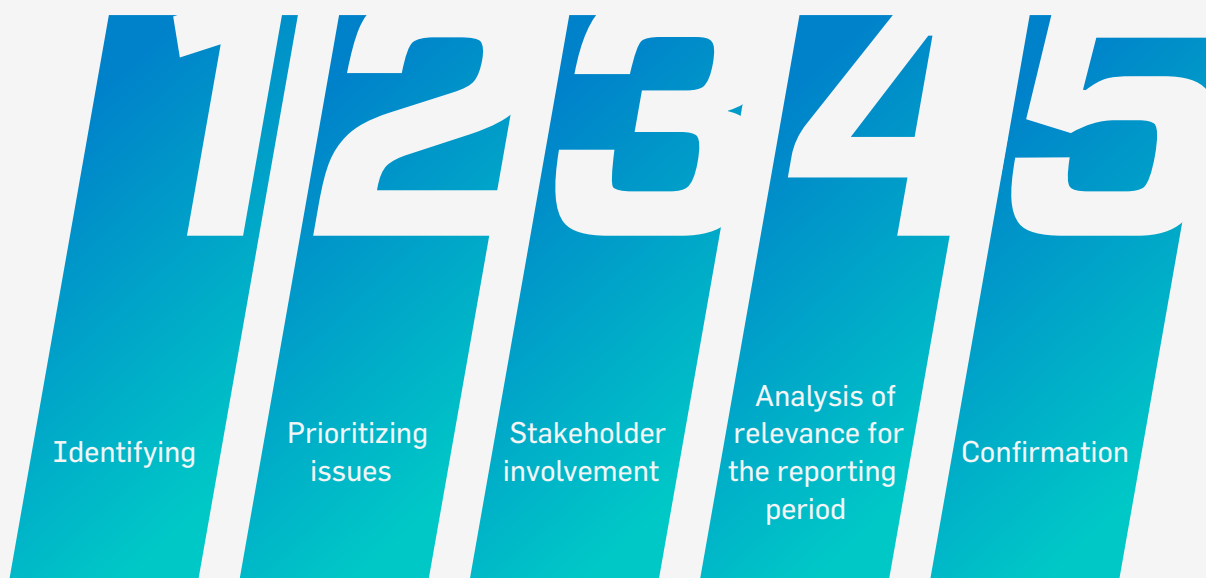 1
Identifying
2
Prioritizing
issues
3
Stakeholder
involvement
4
Analysis of
relevance for
the reporting
period
5
Confirmation